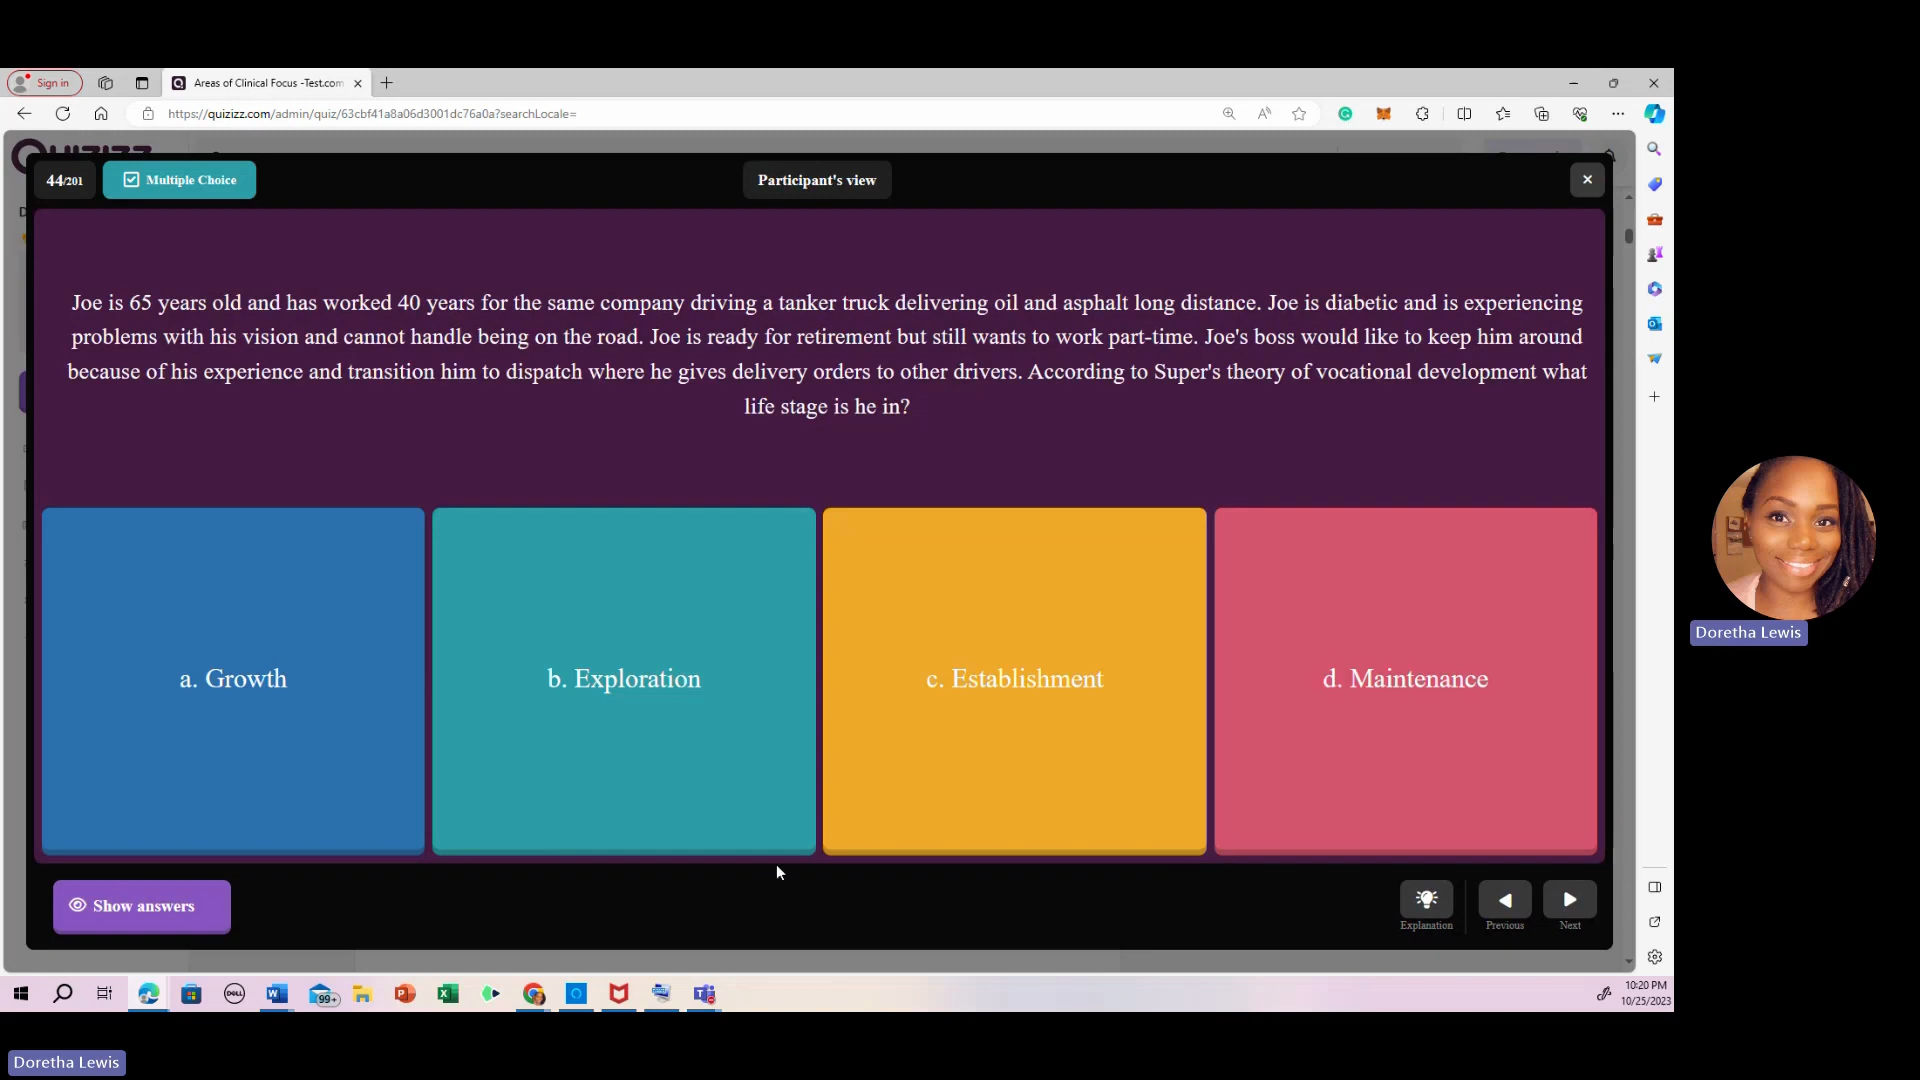 Sign in
Areas of Clinical Focus -Test.com
https://quizizz.com/admin/quiz/63cbf41a8a06d3001dc76a0a?searchLocale=
44/201
Multiple Choice
Participant's view
Joe is 65 years old and has worked 40 years for the same company driving a tanker truck delivering oil and asphalt long distance. Joe is diabetic and is experiencing
problems with his vision and cannot handle being on the road. Joe is ready for retirement but still wants to work part-time. Joe's boss would like to keep him around
because of his experience and transition him to dispatch where he gives delivery orders to other drivers. According to Super's theory of vocational development what
life stage is he in?
a. Growth
b. Exploration
c. Establishment
d. Maintenance
Show answers
Explanation
Previous
Next
Doretha Lewis
DELL
99+
10:20 PM
10/25/2023
Doretha Lewis